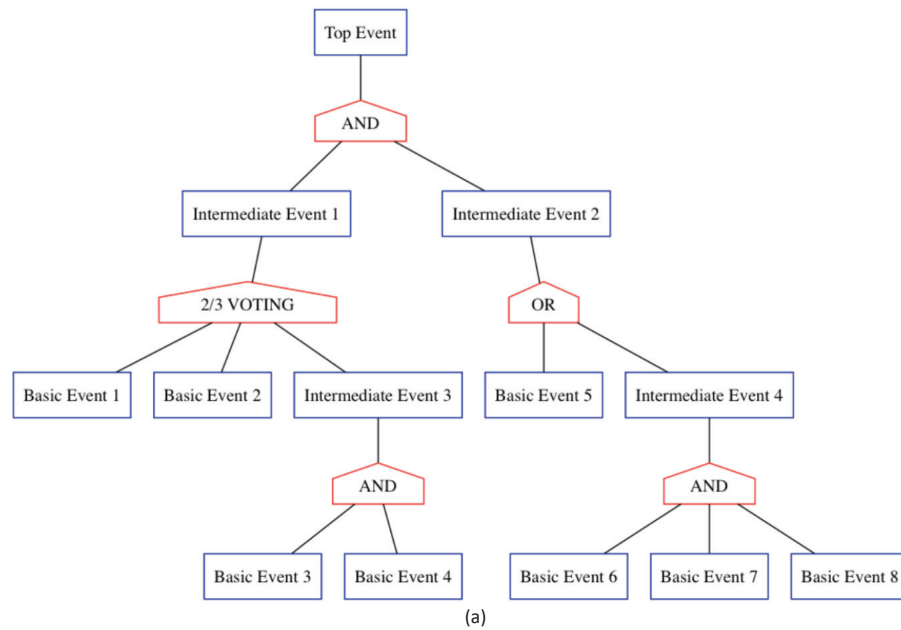 Top Event
AND
Intermediate Event 1
Intermediate Event 2
2/3 VOTING
OR
Basic Event 1
Basic Event 2
Intermediate Event 3
Basic Event 5
Intermediate Event 4
AND
AND
Basic Event 3
Basic Event 4
Basic Event 6
Basic Event 7
Basic Event 8
(a)